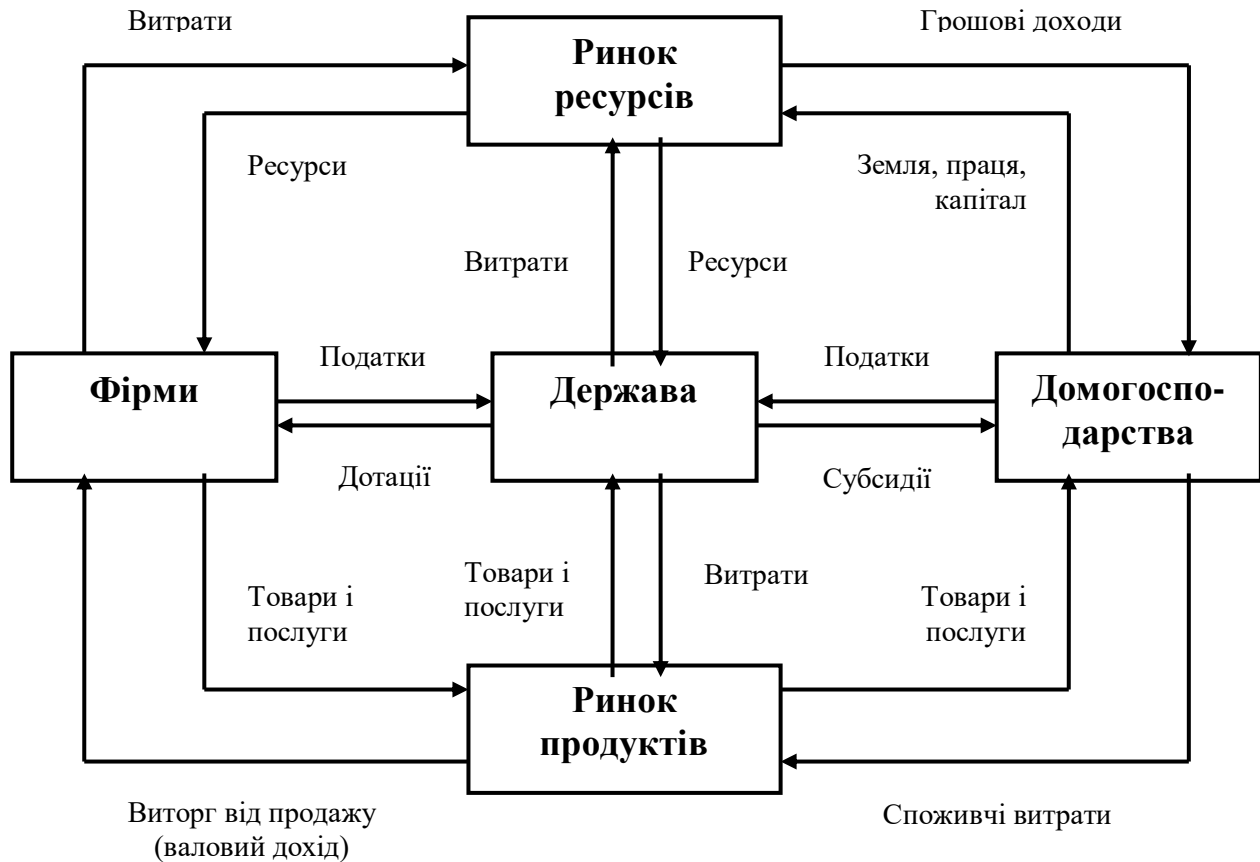 Витрати
Грошові доходи
Ринок
ресурсів
Ресурси
Земля, праця,
капітал
Витрати
Ресурси
Податки
Податки
Фірми
Держава
Домогоспо-
дарства
Дотації
Субсидії
Товари і
послуги
Товари і
послуги
Витрати
Товари і
послуги
Ринок
продуктів
Виторг від продажу
(валовий дохід)
Споживчі витрати